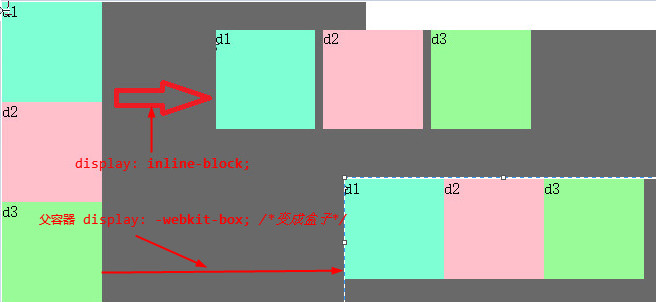 d1
d2
d3
d1
d2
d3
display: inline-block;
父容器 display: -webkit-box; /*变成盒子*/
d1
d2
d3